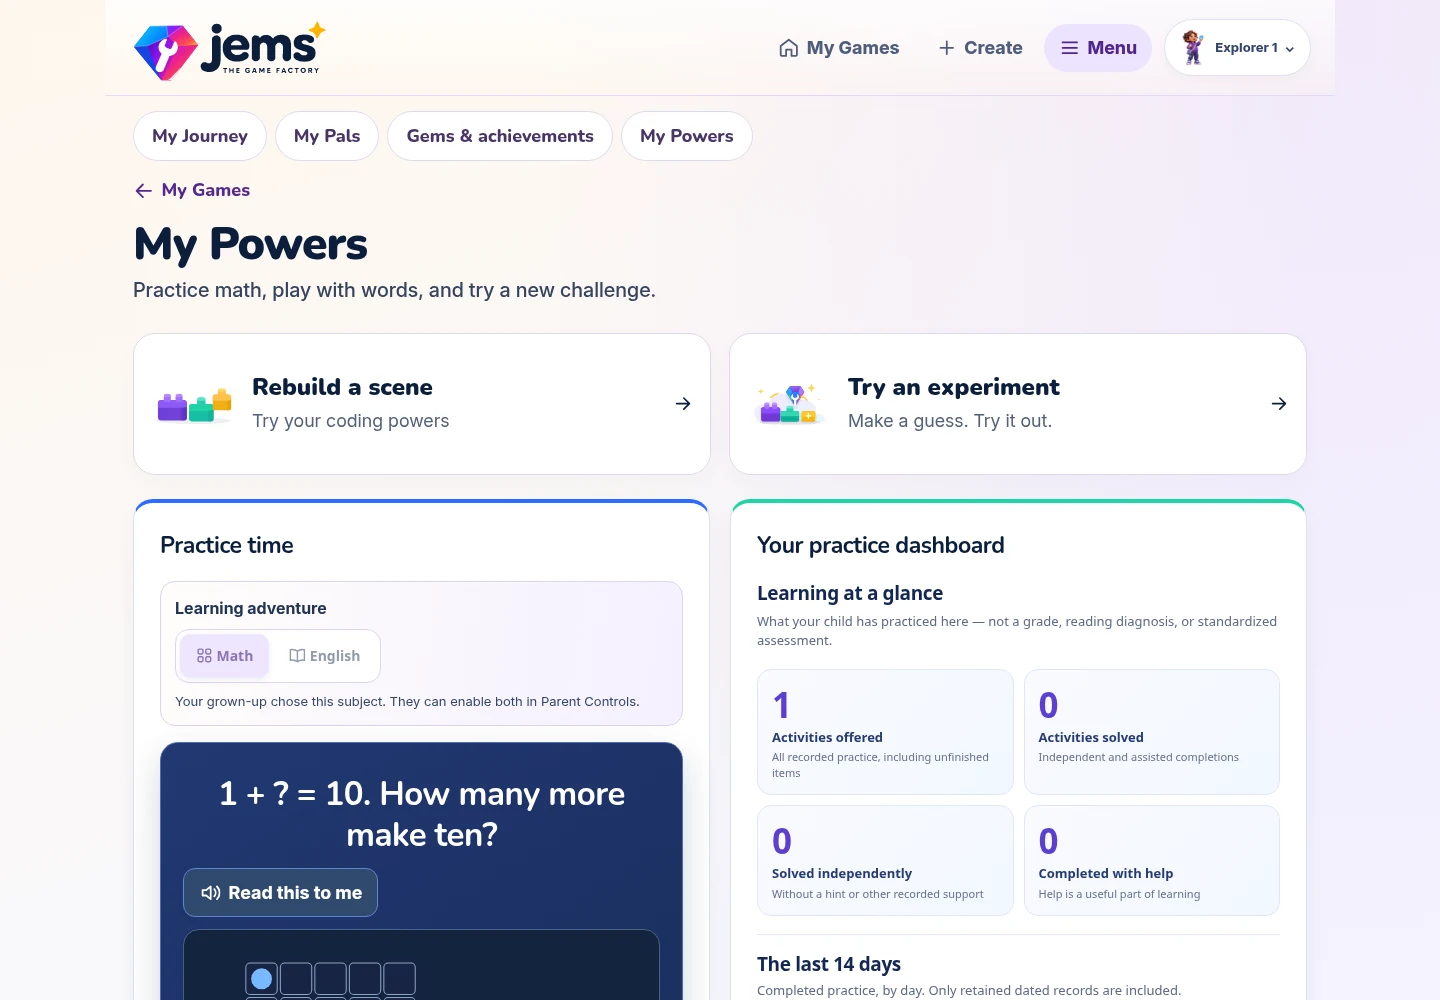 jems
THE GAME FACTORY
My Games
Create
Menu
Explorer 1
My Journey
My Pals
Gems & achievements
My Powers
My Games
My Powers
Practice math, play with words, and try a new challenge.
Rebuild a scene
Try your coding powers
Try an experiment
Make a guess. Try it out.
Practice time
Learning adventure
Math
English
Your grown-up chose this subject. They can enable both in Parent Controls.
1 + ? = 10. How many more
make ten?
Read this to me
Your practice dashboard
Learning at a glance
What your child has practiced here — not a grade, reading diagnosis, or standardized
assessment.
1
Activities offered
All recorded practice, including unfinished
items
0
Activities solved
Independent and assisted completions
0
Solved independently
Without a hint or other recorded support
0
Completed with help
Help is a useful part of learning
The last 14 days
Completed practice, by day. Only retained dated records are included.